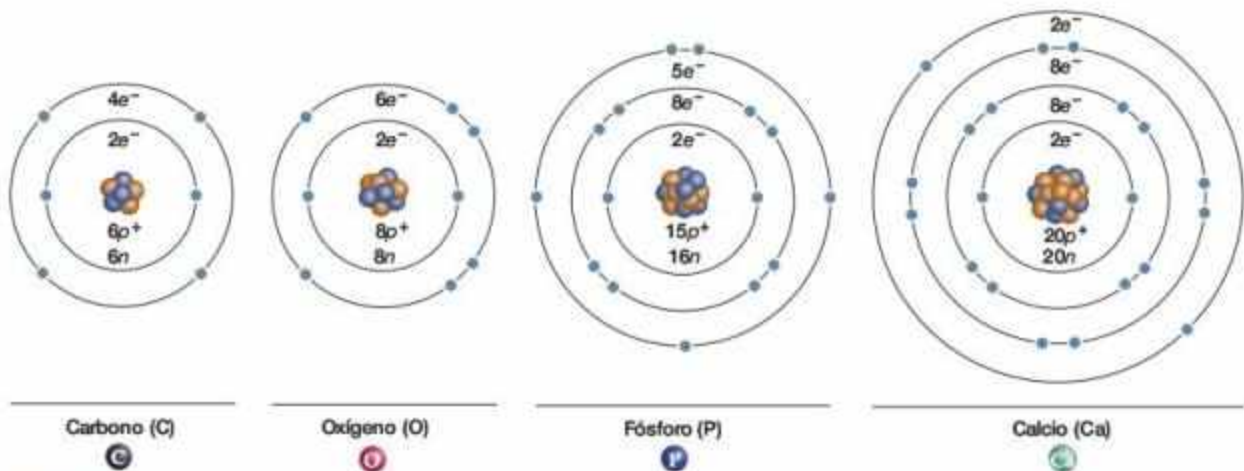 4e⁻
2e⁻
6p⁺
6n
Carbono (C)
C
6e⁻
2e⁻
8p⁺
8n
Oxígeno (O)
O
5e⁻
8e⁻
2e⁻
15p⁺
16n
Fósforo (P)
P
2e⁻
8e⁻
8e⁻
2e⁻
20p⁺
20n
Calcio (Ca)